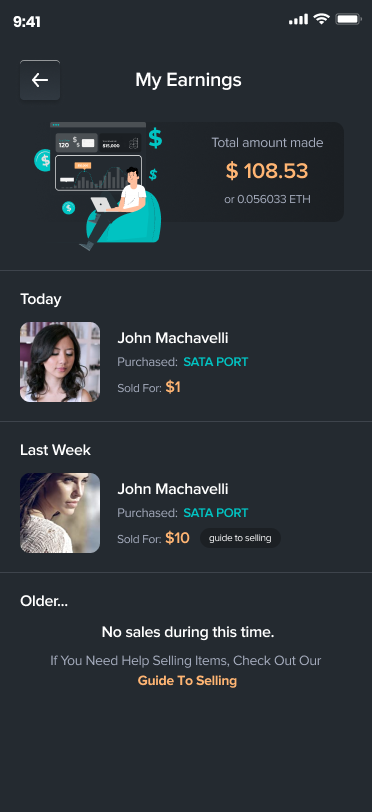 9:41
My Earnings
120
$15,000
Total amount made
$ 108.53
or 0.056033 ETH
Today
John Machavelli
Purchased: SATA PORT
Sold For: $1
Last Week
John Machavelli
Purchased: SATA PORT
Sold For: $10 guide to selling
Older...
No sales during this time.
If You Need Help Selling Items, Check Out Our
Guide To Selling